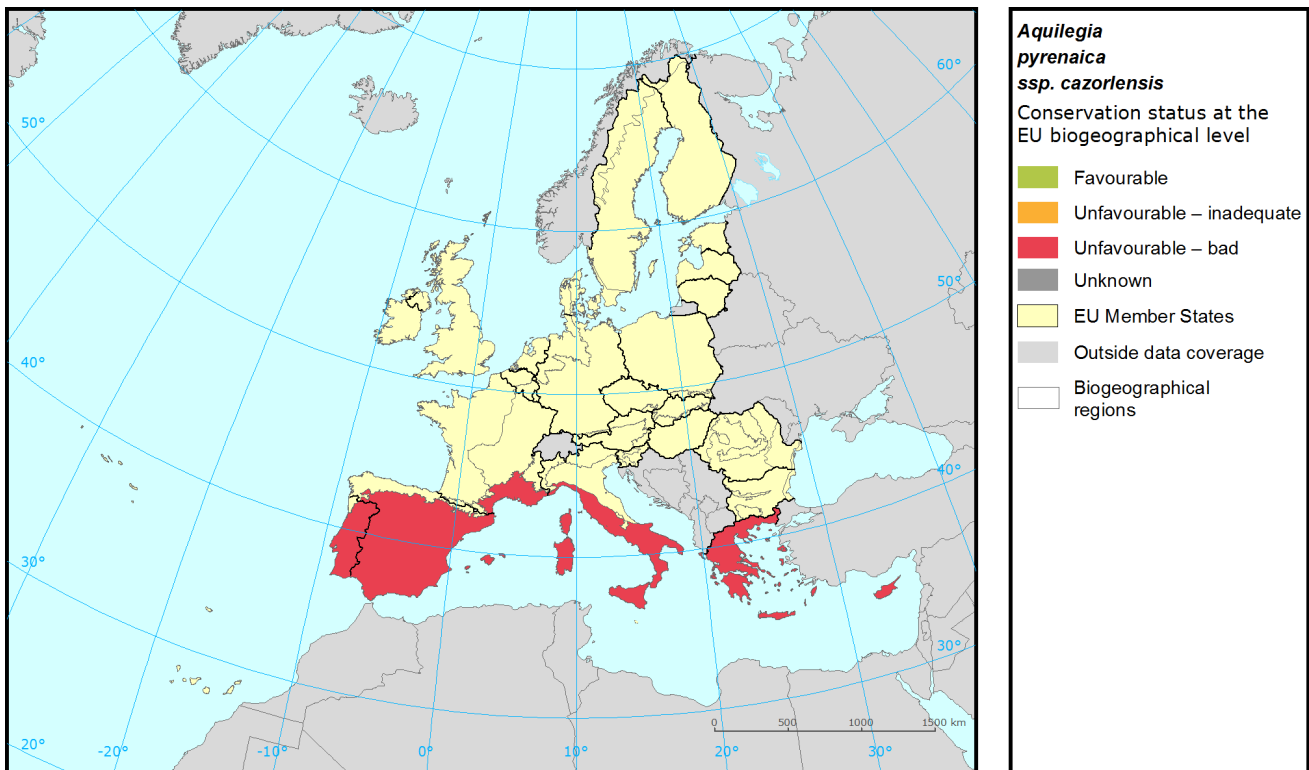 Aquilegia
pyrenaica
ssp. cazorlensis
Conservation status at the
EU biogeographical level
Favourable
Unfavourable – inadequate
Unfavourable – bad
Unknown
EU Member States
Outside data coverage
Biogeographical
regions
60°
50°
50°
40°
40°
30°
30°
0 500 1000 1500 km
20° -20° -10° 0° 10° 20° 30°